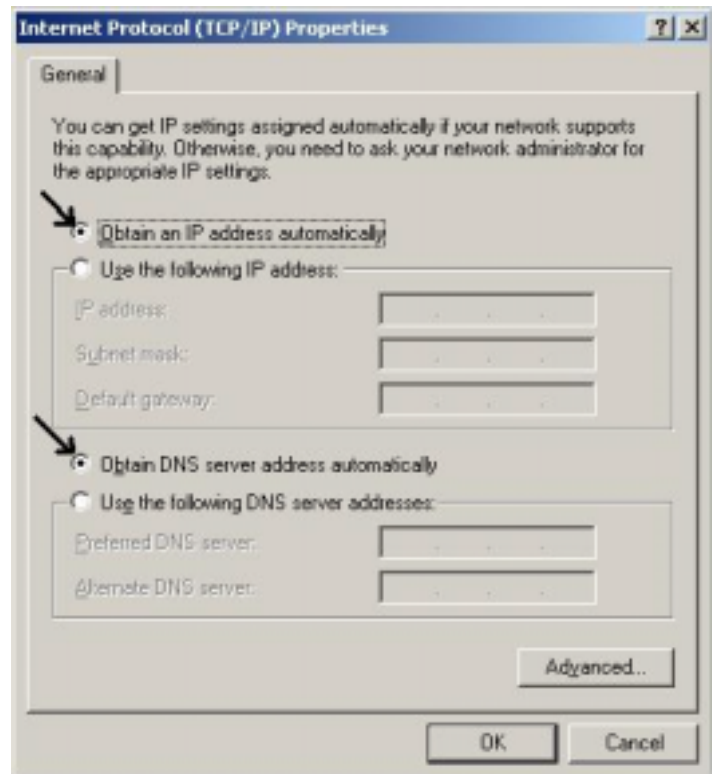 Internet Protocol (TCP/IP) Properties
General
You can get IP settings assigned automatically if your network supports
this capability. Otherwise, you need to ask your network administrator for
the appropriate IP settings.
Obtain an IP address automatically
Use the following IP address:
IP address:
Subnet mask:
Default gateway:
Obtain DNS server address automatically
Use the following DNS server addresses:
Preferred DNS server:
Alternate DNS server:
Advanced...
OK Cancel